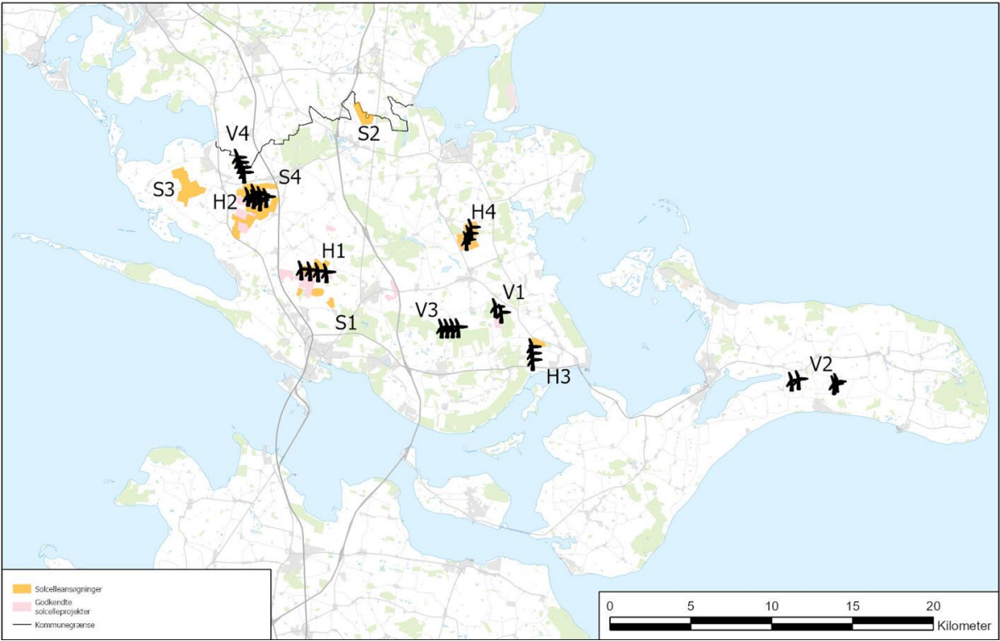 S2
V4
S3
S4
H2
H4
H1
V1
V3
S1
H3
V2
Solcelleansøgninger
Godkendte
solcelleprojekter
Kommunegrænse
0 5 10 15 20
Kilometer